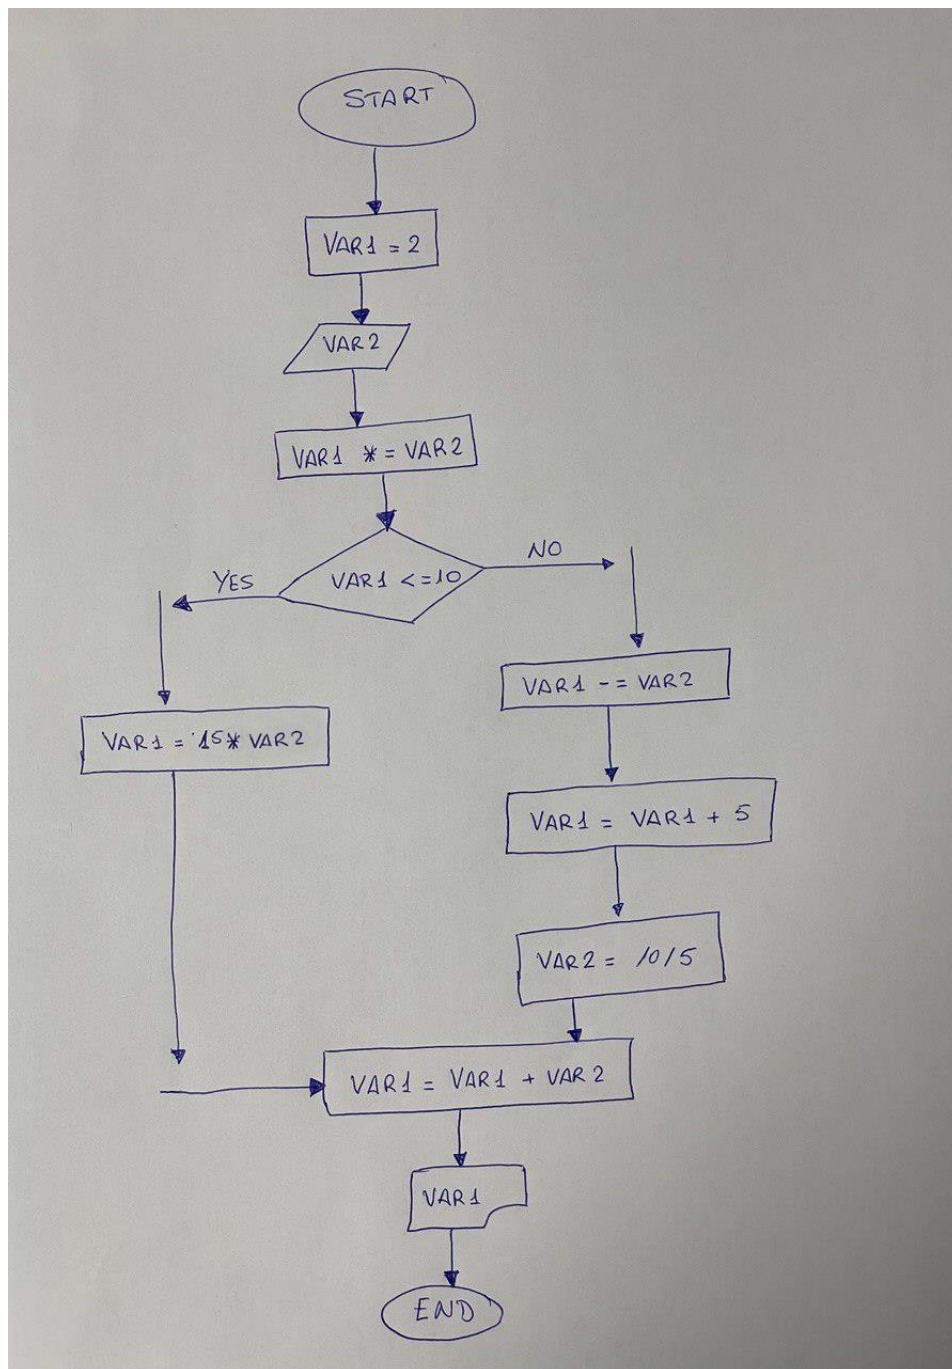 START
VAR1 = 2
VAR2
VAR1 *= VAR2
VAR1 <=10
YES
NO
VAR1 = 15* VAR2
VAR1 -= VAR2
VAR1 = VAR1 + 5
VAR2 = 10/5
VAR1 = VAR1 + VAR2
VAR1
END